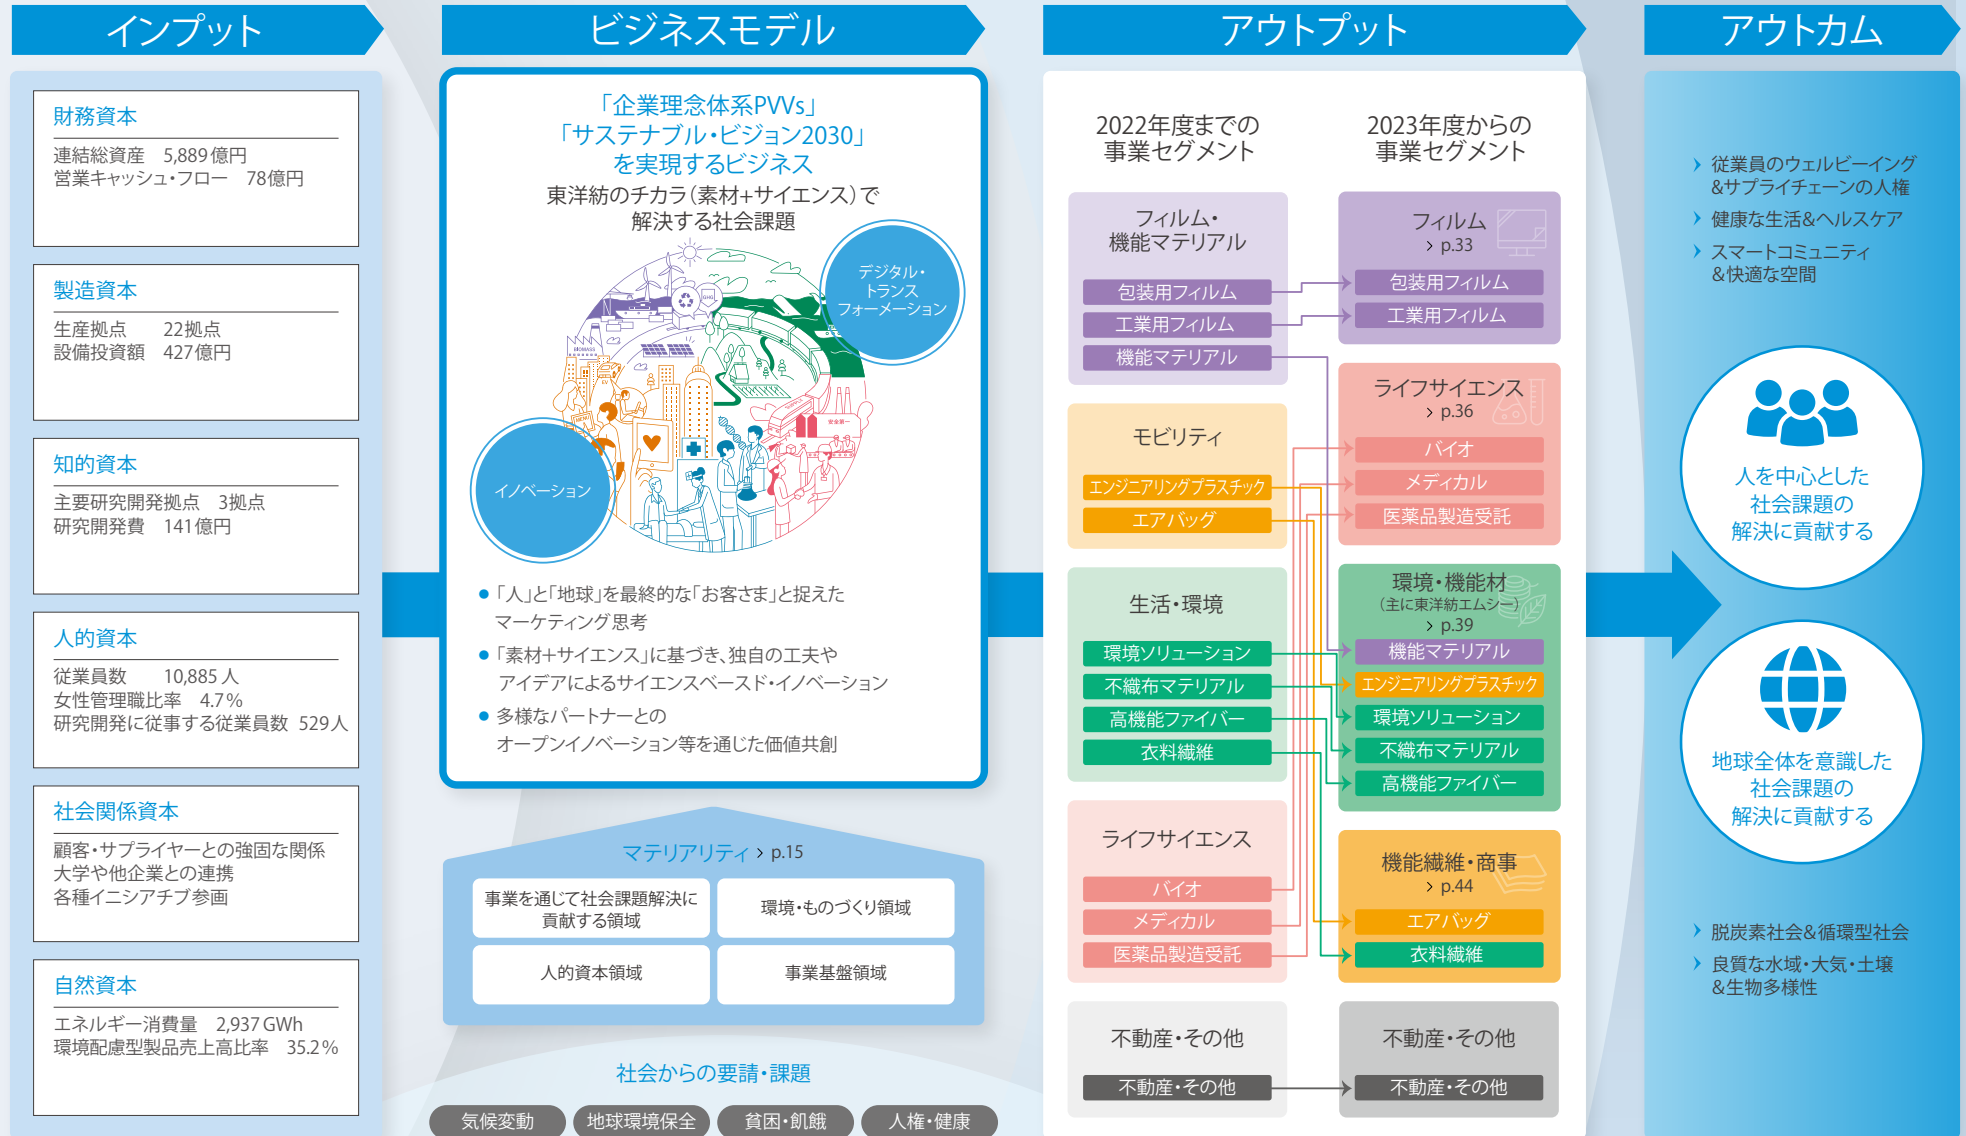 インプット
財務資本
連結総資産 5,889億円
営業キャッシュ・フロー 78億円
製造資本
生産拠点 22拠点
設備投資額 427億円
知的資本
主要研究開発拠点 3拠点
研究開発費 141億円
人的資本
従業員数 10,885人
女性管理職比率 4.7%
研究開発に従事する従業員数 529人
社会関係資本
顧客・サプライヤーとの強固な関係
大学や他企業との連携
各種イニシアチブ参画
自然資本
エネルギー消費量 2,937GWh
環境配慮型製品売上高比率 35.2%
ビジネスモデル
「企業理念体系PVVs」
「サステナブル・ビジョン2030」
を実現するビジネス
東洋紡のチカラ(素材+サイエンス)で
解決する社会課題
デジタル・
トランス
フォーメーション
GHG
BIOMASS
EV
安全第一
イノベーション
●「人」と「地球」を最終的な「お客さま」と捉えた
マーケティング思考
●「素材+サイエンス」に基づき、独自の工夫や
アイデアによるサイエンスベースド・イノベーション
●多様なパートナーとの
オープンイノベーション等を通じた価値共創
マテリアリティ > p.15
事業を通じて社会課題解決に
貢献する領域
環境・ものづくり領域
人的資本領域
事業基盤領域
社会からの要請・課題
気候変動
地球環境保全
貧困・飢餓
人権・健康
アウトプット
2022年度までの
事業セグメント
フィルム・
機能マテリアル
包装用フィルム
工業用フィルム
機能マテリアル
モビリティ
エンジニアリングプラスチック
エアバッグ
生活・環境
環境ソリューション
不織布マテリアル
高機能ファイバー
衣料繊維
ライフサイエンス
バイオ
メディカル
医薬品製造受託
不動産・その他
不動産・その他
2023年度からの
事業セグメント
フィルム
> p.33
包装用フィルム
工業用フィルム
ライフサイエンス
> p.36
バイオ
メディカル
医薬品製造受託
環境・機能材
(主に東洋紡エムシー)
> p.39
機能マテリアル
エンジニアリングプラスチック
環境ソリューション
不織布マテリアル
高機能ファイバー
機能繊維・商事
> p.44
エアバッグ
衣料繊維
不動産・その他
不動産・その他
アウトカム
> 従業員のウェルビーイング
&サプライチェーンの人権
> 健康な生活&ヘルスケア
> スマートコミュニティ
&快適な空間
人を中心とした
社会課題の
解決に貢献する
地球全体を意識した
社会課題の
解決に貢献する
> 脱炭素社会&循環型社会
> 良質な水域・大気・土壌
&生物多様性